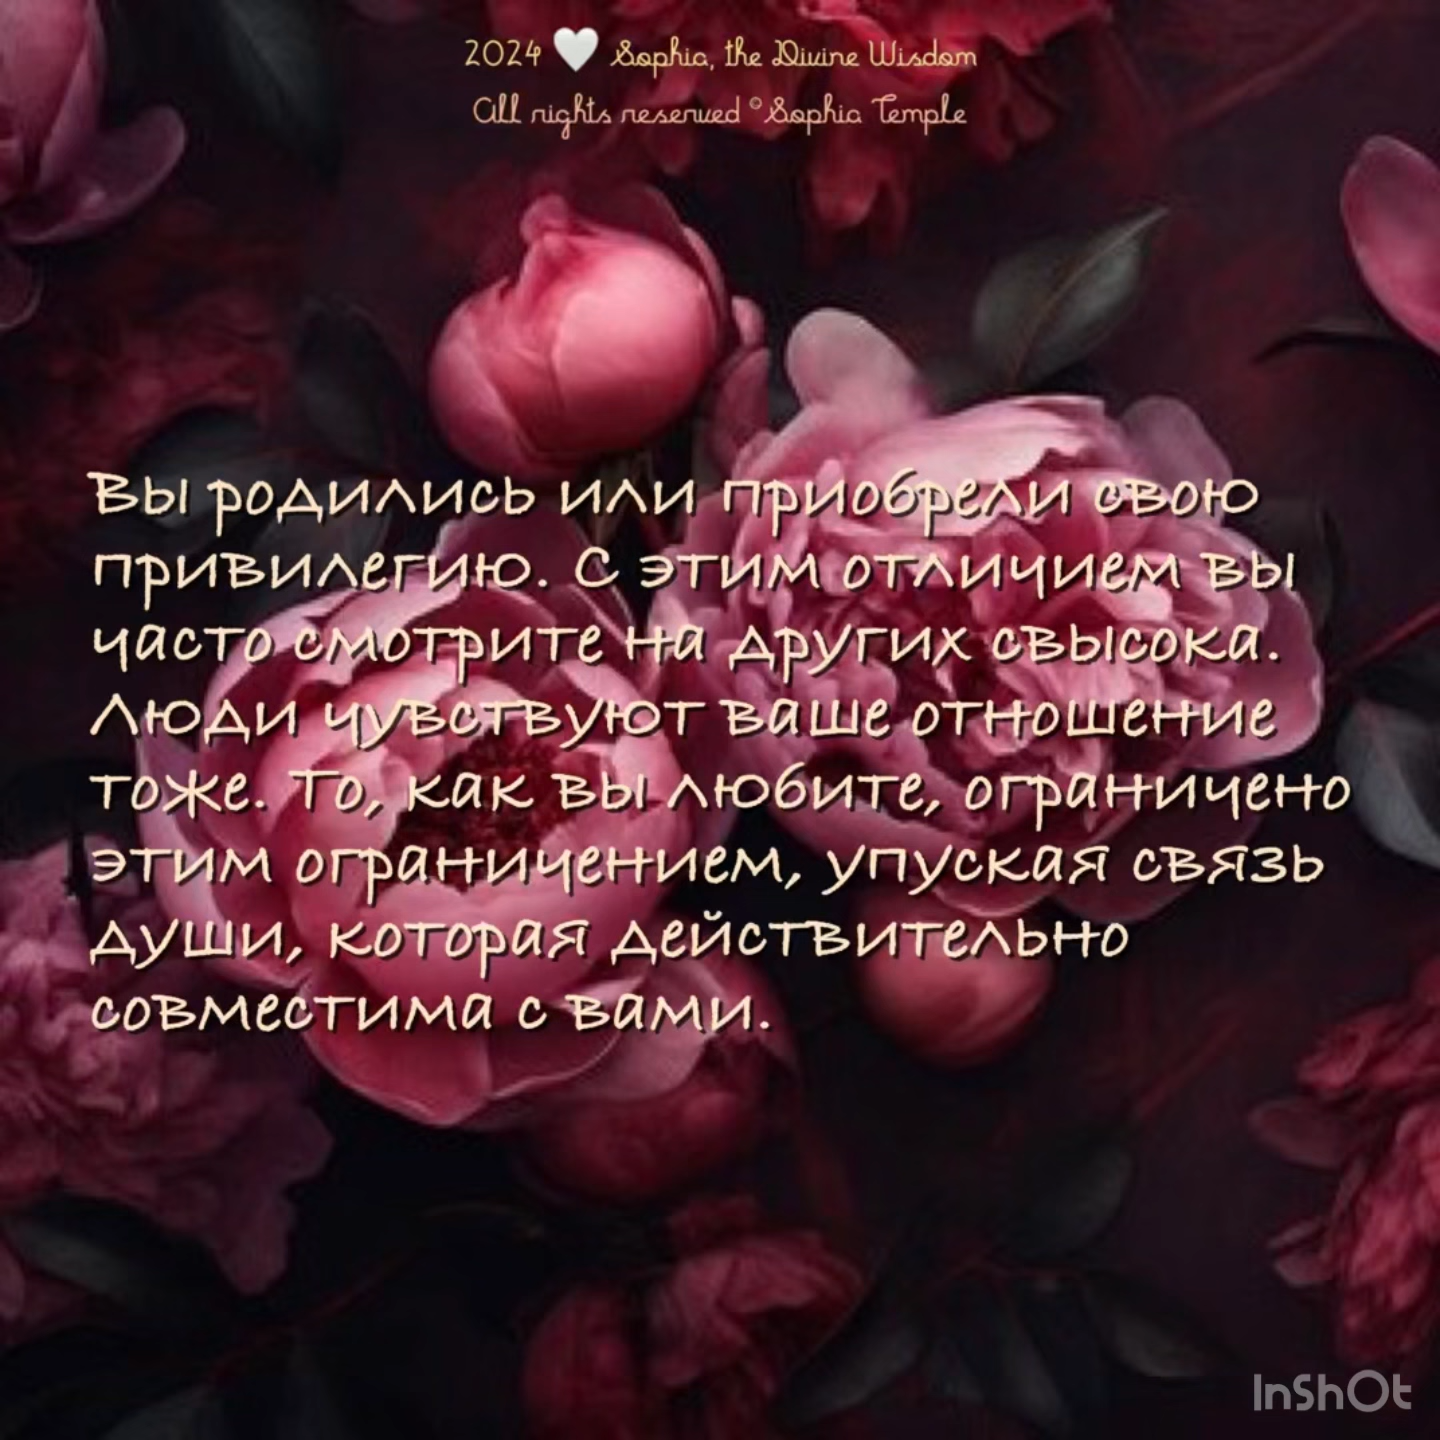 2024 🤍 Sophia, the Divine Wisdom
All rights reserved © Sophia Temple
Вы родились или приобрели свою
привилегию. С этим отличием вы
часто смотрите на других свысока.
Люди чувствуют ваше отношение
тоже. То, как вы любите, ограничено
этим ограничением, упуская связь
души, которая действительно
совместима с вами.
InShOt